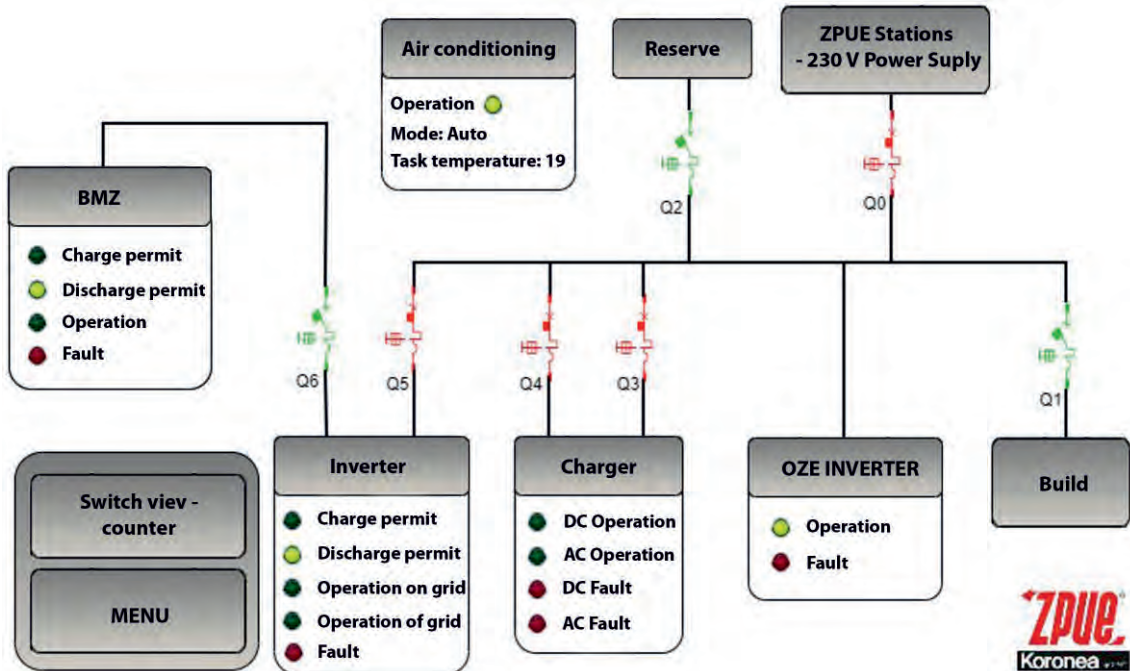 Air conditioning
Operation
Mode: Auto
Task temperature: 19
Reserve
ZPUE Stations
- 230 V Power Suply
BMZ
Charge permit
Discharge permit
Operation
Fault
Q2
Q0
Q6
Q5
Q4
Q3
Q1
Switch viev -
counter
MENU
Inverter
Charge permit
Discharge permit
Operation on grid
Operation of grid
Fault
Charger
DC Operation
AC Operation
DC Fault
AC Fault
OZE INVERTER
Operation
Fault
Build
ZPUE
Koronea